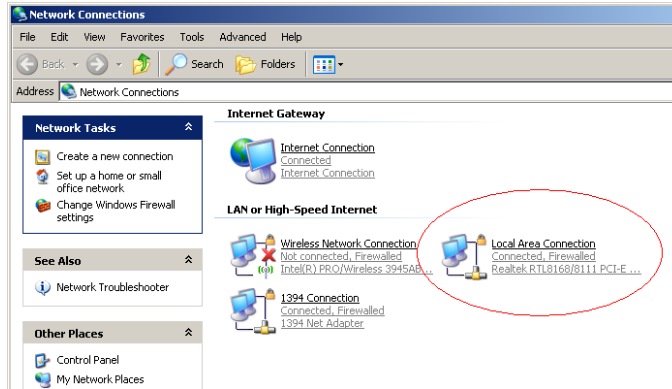 Network Connections
File Edit View Favorites Tools Advanced Help
Back Search Folders
Address Network Connections
Network Tasks
Create a new connection
Set up a home or small
office network
Change Windows Firewall
settings
See Also
Network Troubleshooter
Other Places
Control Panel
My Network Places
Internet Gateway
Internet Connection
Connected
Internet Connection
LAN or High-Speed Internet
Wireless Network Connection
Not connected, Firewalled
Intel(R) PRO/Wireless 3945AB...
Local Area Connection
Connected, Firewalled
Realtek RTL8168/8111 PCI-E ...
1394 Connection
Connected, Firewalled
1394 Net Adapter